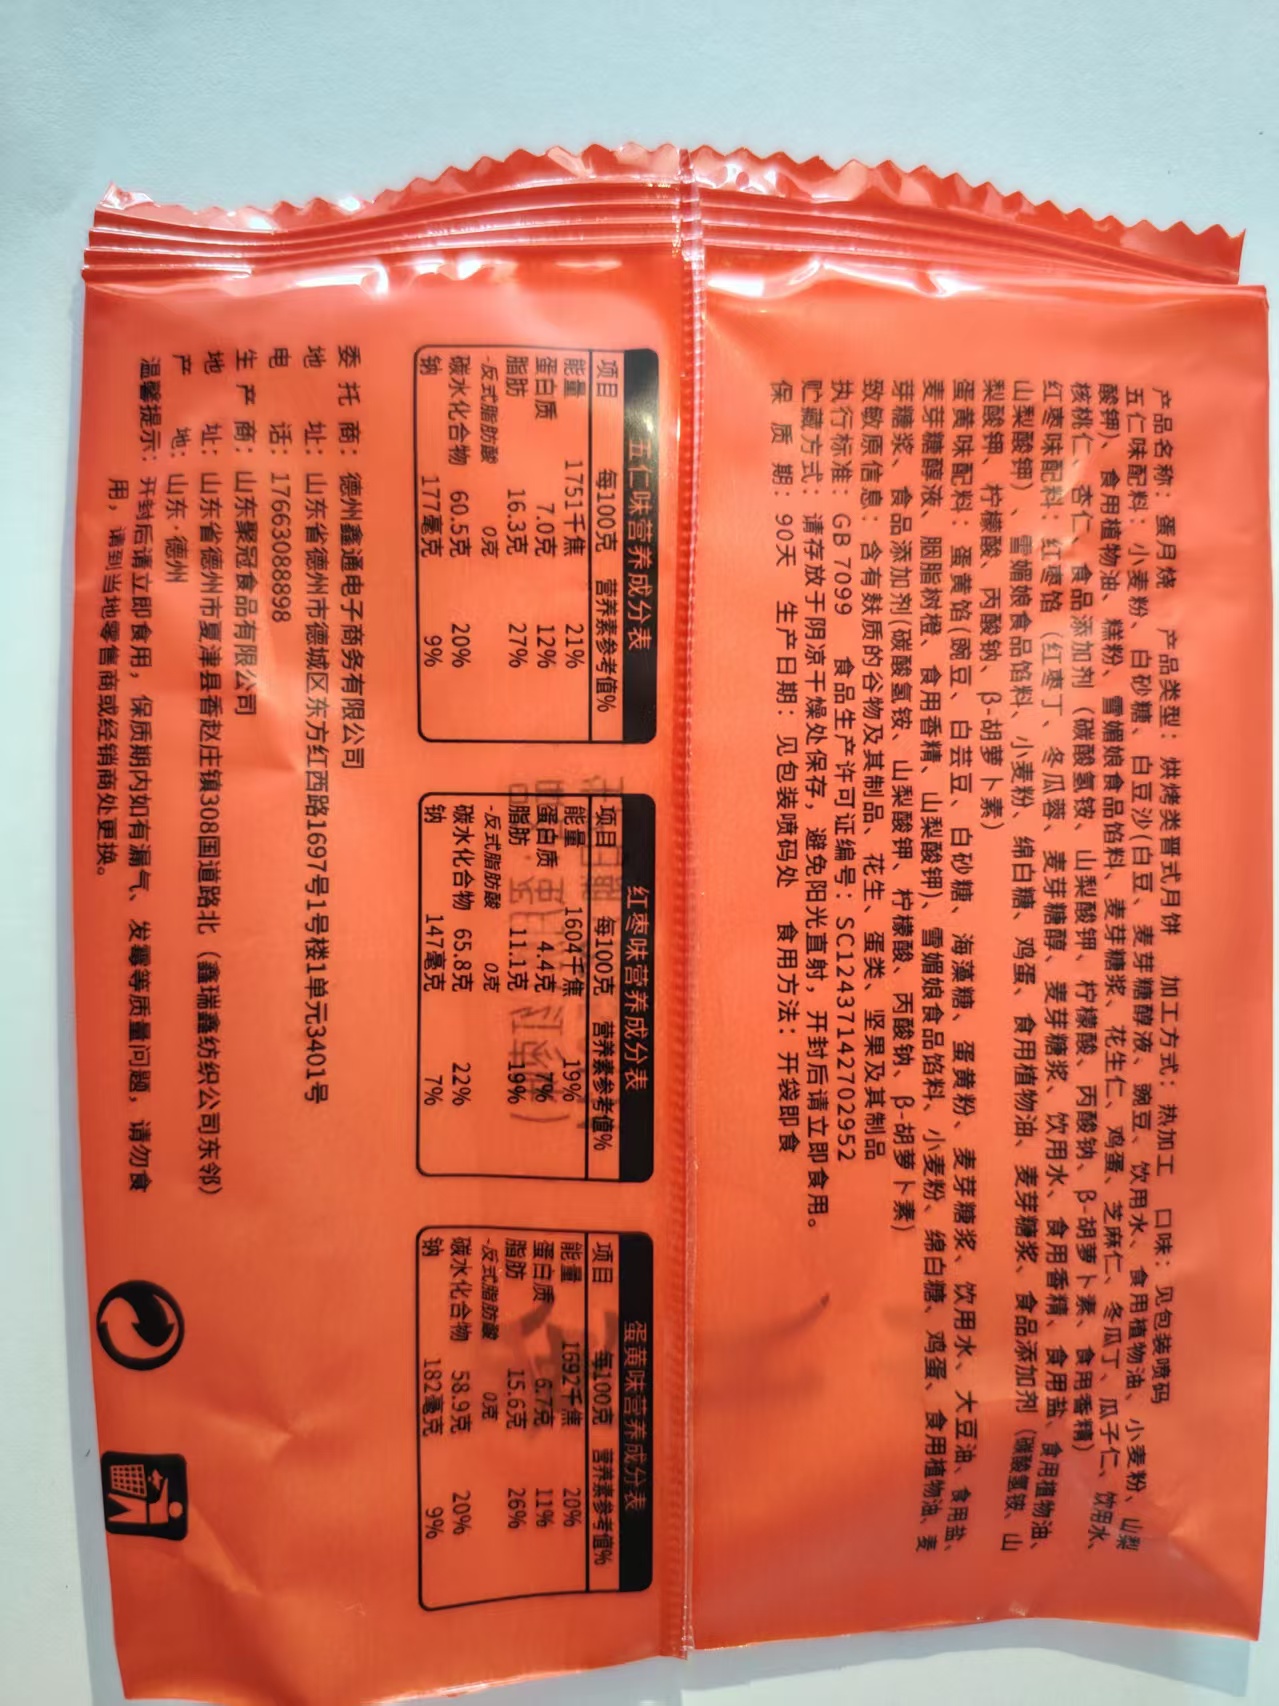 产品名称：蛋月烧 产品类型：烘烤类晋式月饼 加工方式：热加工 口味：见包装喷码
五仁味配料：小麦粉、白砂糖、白豆沙(白豆、麦芽糖醇液、豌豆、饮用水、食用植物油、小麦粉、山梨
酸钾)、食用植物油、糕粉、雪媚娘食品馅料、麦芽糖浆、花生仁、鸡蛋、芝麻仁、冬瓜丁、瓜子仁、饮用水、
核桃仁、杏仁、食品添加剂（碳酸氢铵、山梨酸钾、柠檬酸、丙酸钠、β-胡萝卜素、食用香精）
红枣味配料：红枣馅（红枣丁、冬瓜蓉、麦芽糖醇、麦芽糖浆、饮用水、食用香精、食用盐、食用植物油、
山梨酸钾）、雪媚娘食品馅料、小麦粉、绵白糖、鸡蛋、食用植物油、麦芽糖浆、食品添加剂（碳酸氢铵、山
梨酸钾、柠檬酸、丙酸钠、β-胡萝卜素）
蛋黄味配料：蛋黄馅(豌豆、白芸豆、白砂糖、海藻糖、蛋黄粉、麦芽糖浆、饮用水、大豆油、食用盐、
麦芽糖醇液、胭脂树橙、食用香精、山梨酸钾)、雪媚娘食品馅料、小麦粉、绵白糖、鸡蛋、食用植物油、麦
芽糖浆、食品添加剂(碳酸氢铵、山梨酸钾、柠檬酸、丙酸钠、β-胡萝卜素)
致敏原信息：含有麸质的谷物及其制品、花生、蛋类、坚果及其制品
执行标准：GB 7099 食品生产许可证编号：SC12437142702952
贮藏方式：请存放于阴凉干燥处保存，避免阳光直射，开封后请立即食用。
保质期：90天 生产日期：见包装喷码处 食用方法：开袋即食
五仁味营养成分表
项目 每100克 营养素参考值%
能量 1751千焦 21%
蛋白质 7.0克 12%
脂肪 16.3克 27%
-反式脂肪酸 0克
碳水化合物 60.5克 20%
钠 177毫克 9%
红枣味营养成分表
项目 每100克 营养素参考值%
能量 1604千焦 19%
蛋白质 4.4克 7%
脂肪 11.1克 19%
-反式脂肪酸 0克
碳水化合物 65.8克 22%
钠 147毫克 7%
蛋黄味营养成分表
项目 每100克 营养素参考值%
能量 1692千焦 20%
蛋白质 6.7克 11%
脂肪 15.6克 26%
-反式脂肪酸 0克
碳水化合物 58.9克 20%
钠 182毫克 9%
委托商：德州鑫通电子商务有限公司
地址：山东省德州市德城区东方红西路1697号1号楼1单元3401号
电话：17663088898
生产商：山东聚冠食品有限公司
地址：山东省德州市夏津县香赵庄镇308国道路北（鑫瑞鑫纺织公司东邻）
产地：山东·德州
温馨提示：开封后请立即食用，保质期内如有漏气、发霉等质量问题，请勿食
用，请到当地零售商或经销商处更换。